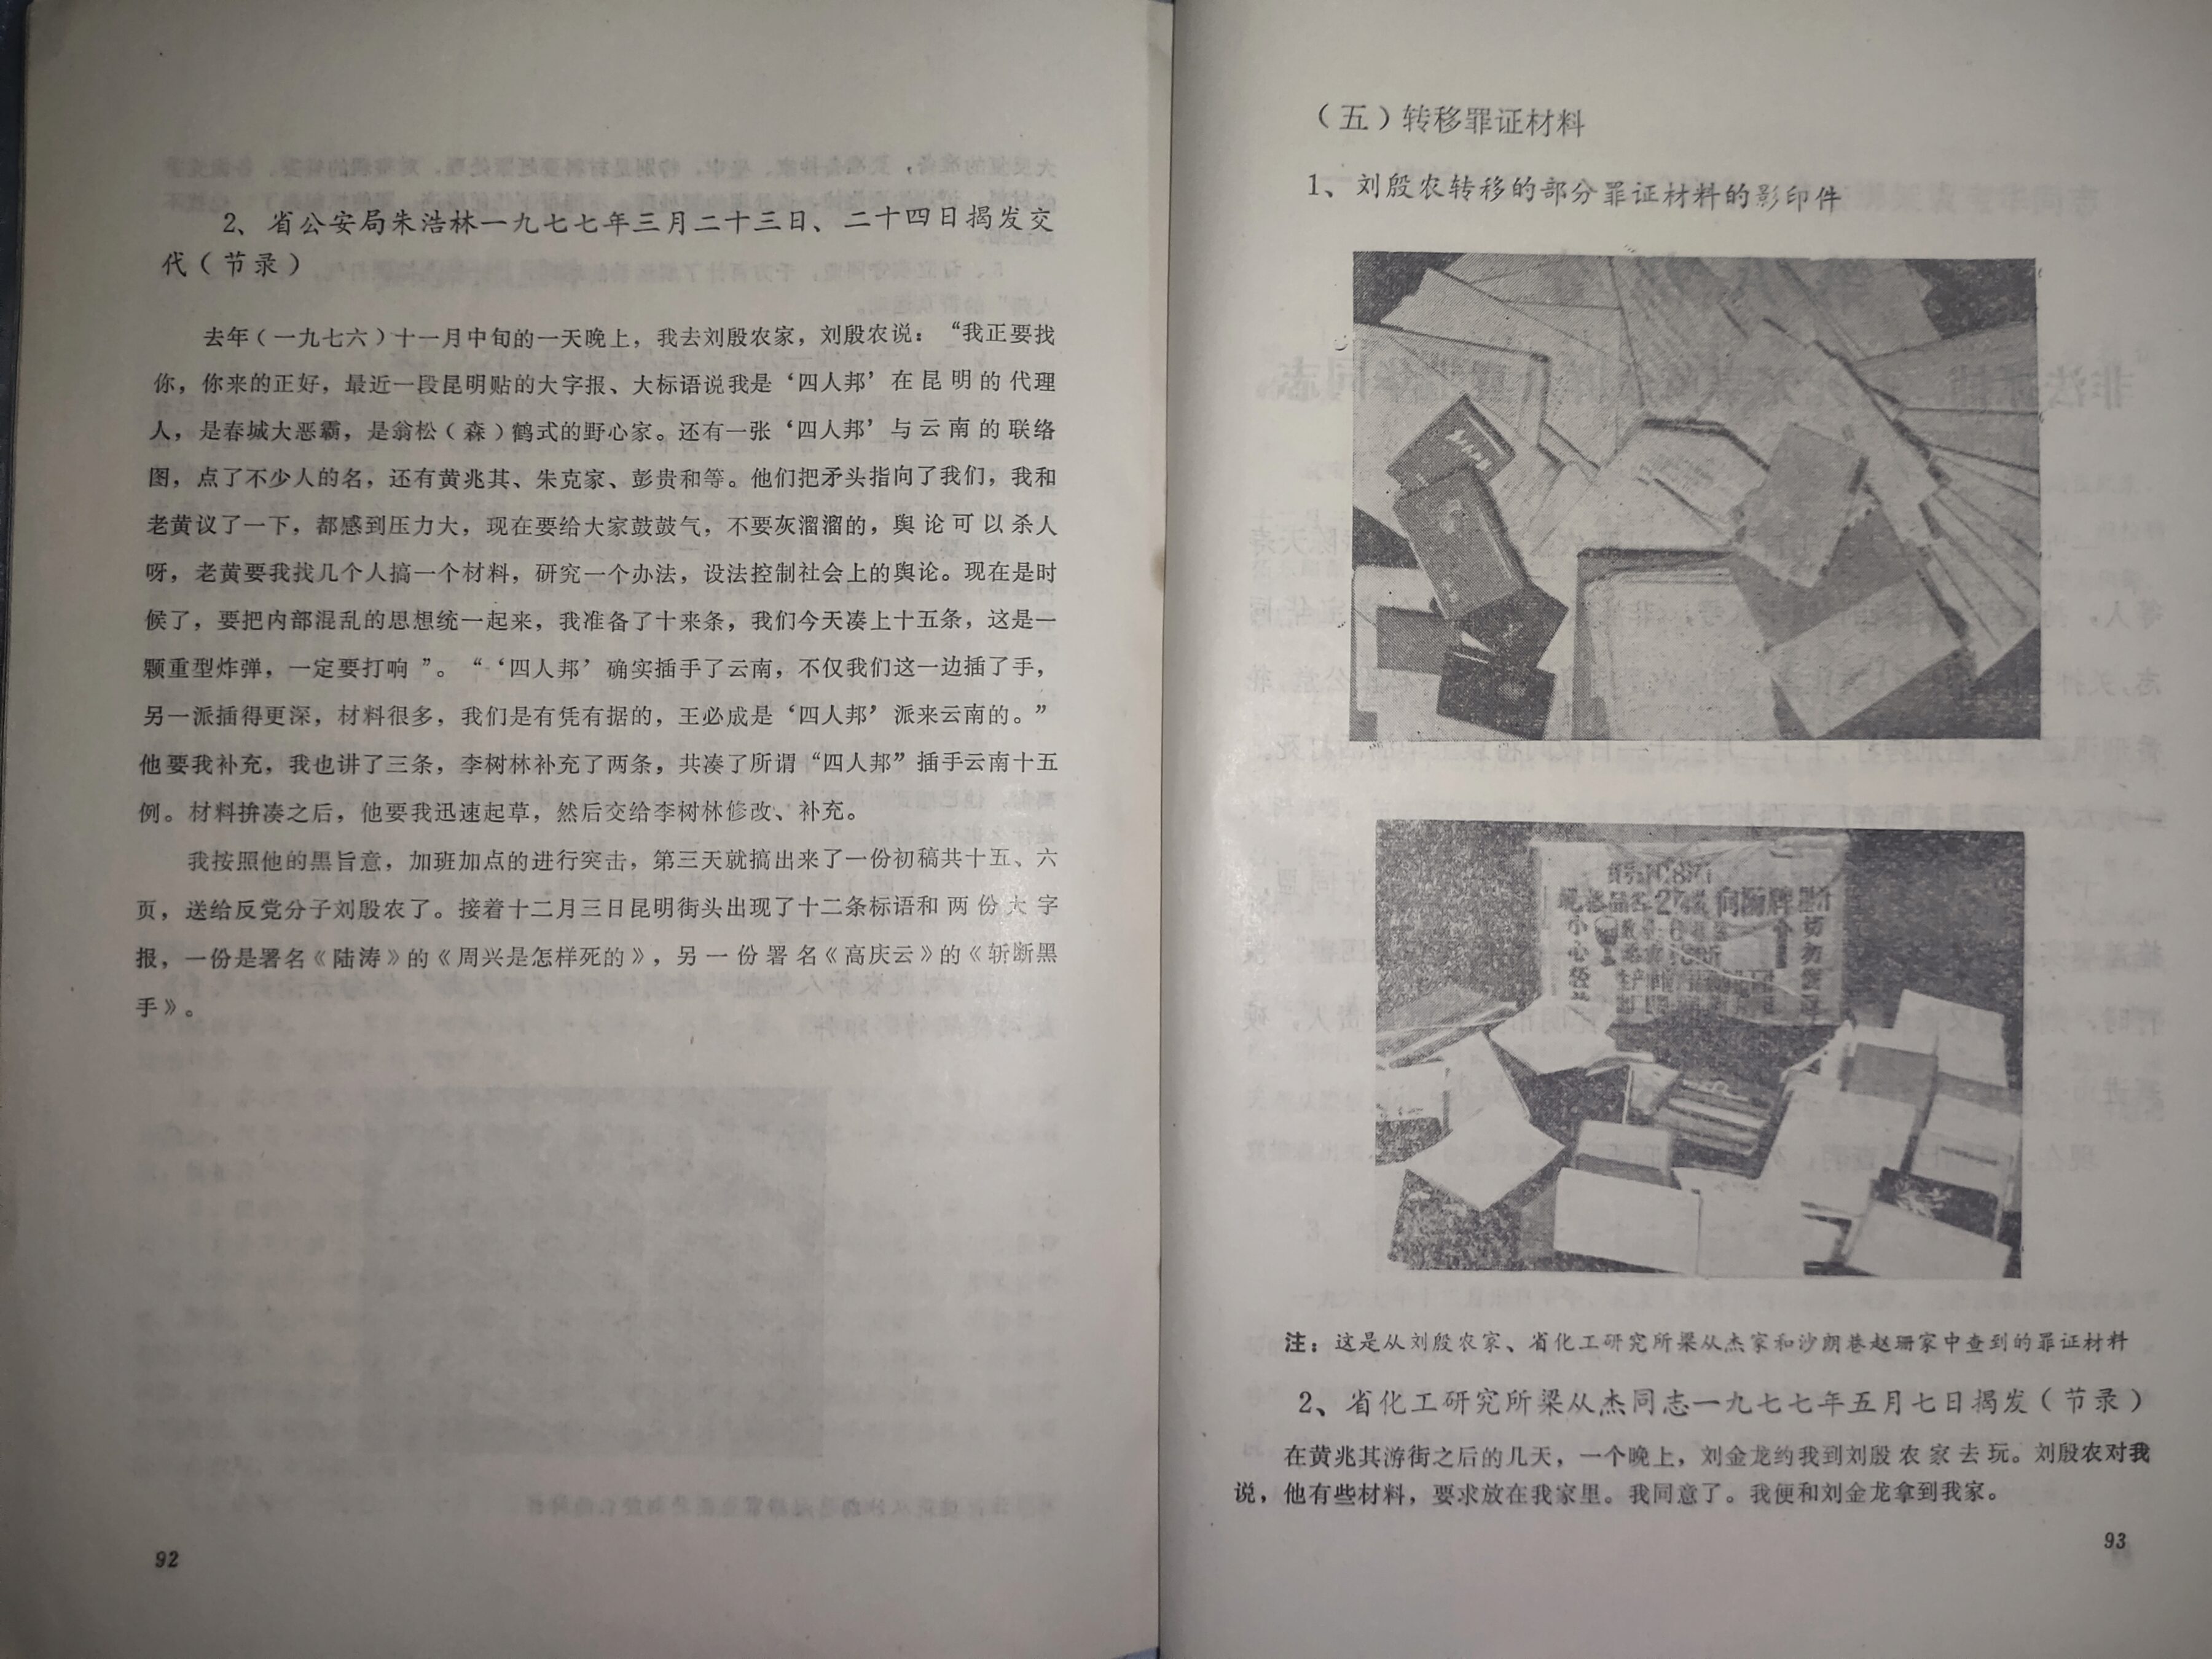 2、省公安局朱浩林一九七七年三月二十三日、二十四日揭发交
代(节录)
去年(一九七六)十一月中旬的一天晚上，我去刘殷农家，刘殷农说：“我正要找
你，你来的正好，最近一段昆明贴的大字报、大标语说我是‘四人邦’在昆明的代理
人，是春城大恶霸，是翁松(森)鹤式的野心家。还有一张‘四人邦’与云南的联络
图，点了不少人的名，还有黄兆其、朱克家、彭贵和等。他们把矛头指向了我们，我和
老黄议了一下，都感到压力大，现在要给大家鼓鼓气，不要灰溜溜的，舆论可以杀人
呀，老黄要我找几个人搞一个材料，研究一个办法，设法控制社会上的舆论。现在是时
候了，要把内部混乱的思想统一起来，我准备了十来条，我们今天凑上十五条，这是一
颗重型炸弹，一定要打响”。“‘四人邦’确实插手了云南，不仅我们这一边插了手，
另一派插得更深，材料很多，我们是有凭有据的，王必成是‘四人邦’派来云南的。”
他要我补充，我也讲了三条，李树林补充了两条，共凑了所谓“四人邦”插手云南十五
例。材料拚凑之后，他要我迅速起草，然后交给李树林修改、补充。
我按照他的黑旨意，加班加点的进行突击，第三天就搞出来了一份初稿共十五、六
页，送给反党分子刘殷农了。接着十二月三日昆明街头出现了十二条标语和两份大字
报，一份是署名《陆涛》的《周兴是怎样死的》，另一份署名《高庆云》的《斩断黑
手》。
92
(五)转移罪证材料
1、刘殷农转移的部分罪证材料的影印件
小心轻
切勿
注：这是从刘殷农家、省化工研究所梁从杰家和沙朗巷赵珊家中查到的罪证材料
2、省化工研究所梁从杰同志一九七七年五月七日揭发(节录)
在黄兆其游街之后的几天，一个晚上，刘金龙约我到刘殷农家去玩。刘殷农对我
说，他有些材料，要求放在我家里。我同意了。我便和刘金龙拿到我家。
93